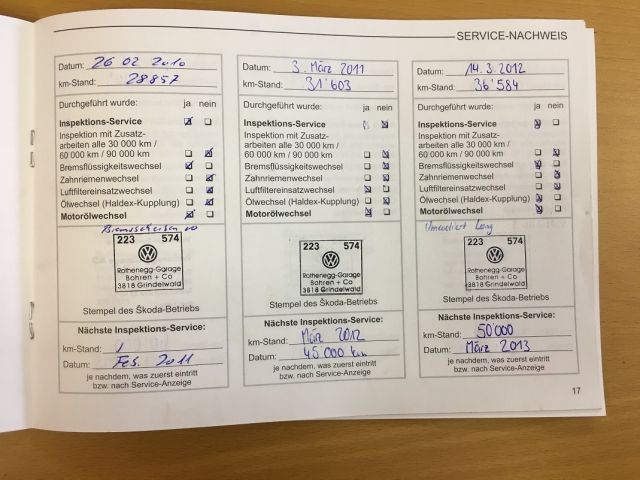 SERVICE-NACHWEIS
Datum: 26 02 2010
km-Stand: 28857
Durchgeführt wurde: ja nein
Inspektions-Service
Inspektion mit Zusatz-
arbeiten alle 30 000 km /
60 000 km / 90 000 km
Bremsflüssigkeitswechsel
Zahnriemenwechsel
Luftfiltereinsatzwechsel
Ölwechsel (Haldex-Kupplung)
Motorölwechsel
223 574
Rothenegg-Garage
Bohren + Co
3818 Grindelwald
Stempel des Škoda-Betriebs
Nächste Inspektions-Service:
km-Stand: /
Datum: Feb. 2011
je nachdem, was zuerst eintritt
bzw. nach Service-Anzeige
Datum: 3. März 2011
km-Stand: 31'603
Durchgeführt wurde: ja nein
Inspektions-Service
Inspektion mit Zusatz-
arbeiten alle 30 000 km /
60 000 km / 90 000 km
Bremsflüssigkeitswechsel
Zahnriemenwechsel
Luftfiltereinsatzwechsel
Ölwechsel (Haldex-Kupplung)
Motorölwechsel
223 574
Rothenegg-Garage
Bohren + Co
3818 Grindelwald
Stempel des Škoda-Betriebs
Nächste Inspektions-Service:
km-Stand: März 2012
Datum: 45 000 km
je nachdem, was zuerst eintritt
bzw. nach Service-Anzeige
Datum: 14.3.2012
km-Stand: 36'584
Durchgeführt wurde: ja nein
Inspektions-Service
Inspektion mit Zusatz-
arbeiten alle 30 000 km /
60 000 km / 90 000 km
Bremsflüssigkeitswechsel
Zahnriemenwechsel
Luftfiltereinsatzwechsel
Ölwechsel (Haldex-Kupplung)
Motorölwechsel
223 574
Rothenegg-Garage
Bohren + Co
3818 Grindelwald
Stempel des Škoda-Betriebs
Nächste Inspektions-Service:
km-Stand: 50'000
Datum: März 2013
je nachdem, was zuerst eintritt
bzw. nach Service-Anzeige
17